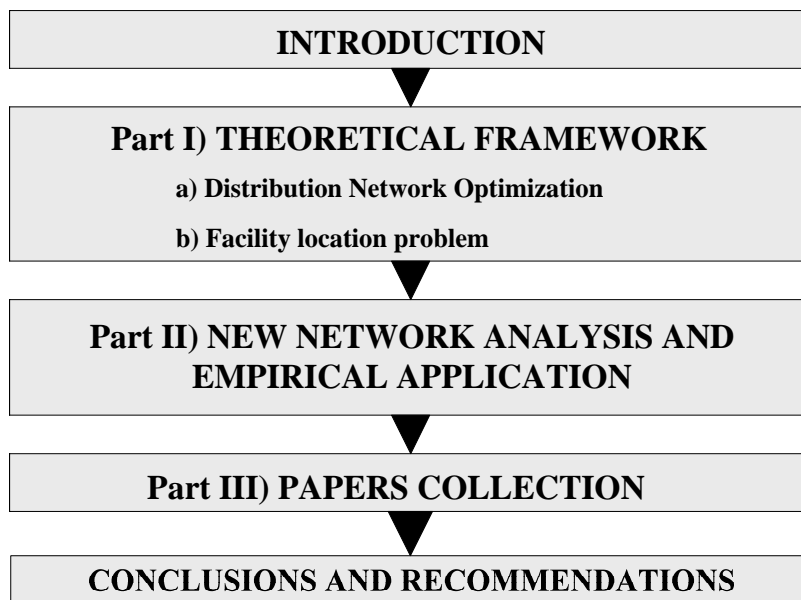 INTRODUCTION
Part I) THEORETICAL FRAMEWORK
a) Distribution Network Optimization
b) Facility location problem
Part II) NEW NETWORK ANALYSIS AND
EMPIRICAL APPLICATION
Part III) PAPERS COLLECTION
CONCLUSIONS AND RECOMMENDATIONS